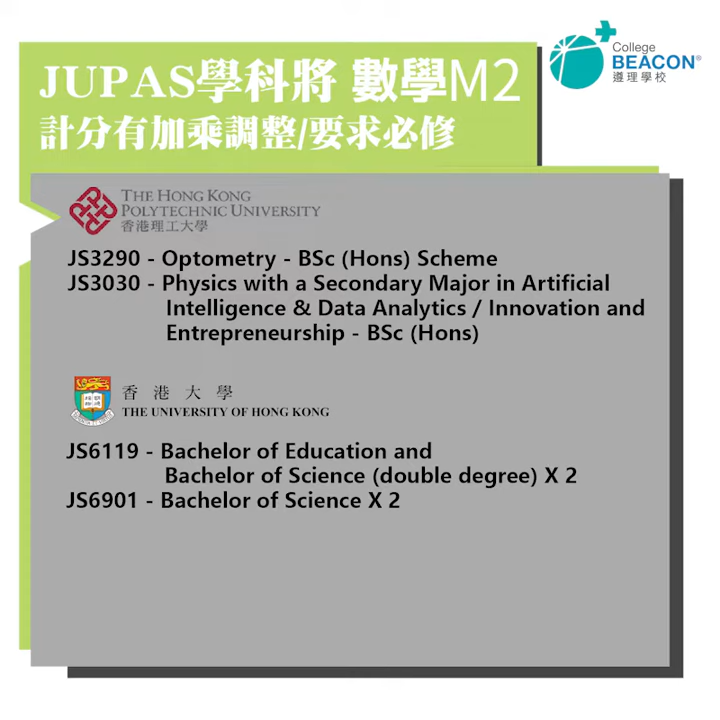 College
BEACON®
遵理學校
JUPAS學科將 數學M2
計分有加乘調整/要求必修
THE HONG KONG
POLYTECHNIC UNIVERSITY
香港理工大學
JS3290 - Optometry - BSc (Hons) Scheme
JS3030 - Physics with a Secondary Major in Artificial
Intelligence & Data Analytics / Innovation and
Entrepreneurship - BSc (Hons)
香港大學
THE UNIVERSITY OF HONG KONG
JS6119 - Bachelor of Education and
Bachelor of Science (double degree) X 2
JS6901 - Bachelor of Science X 2